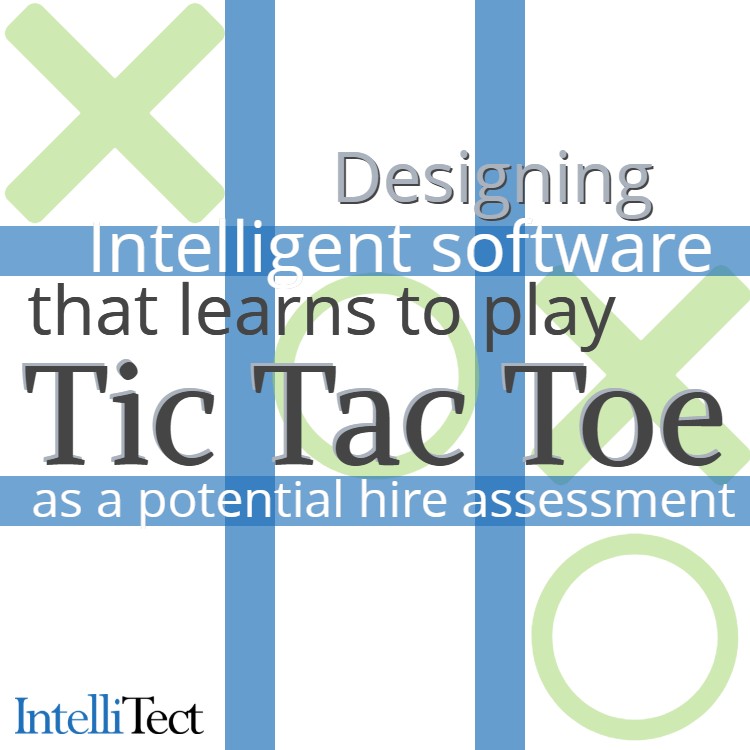 Designing
Intelligent software
that learns to play
Tic Tac Toe
as a potential hire assessment
IntelliTect